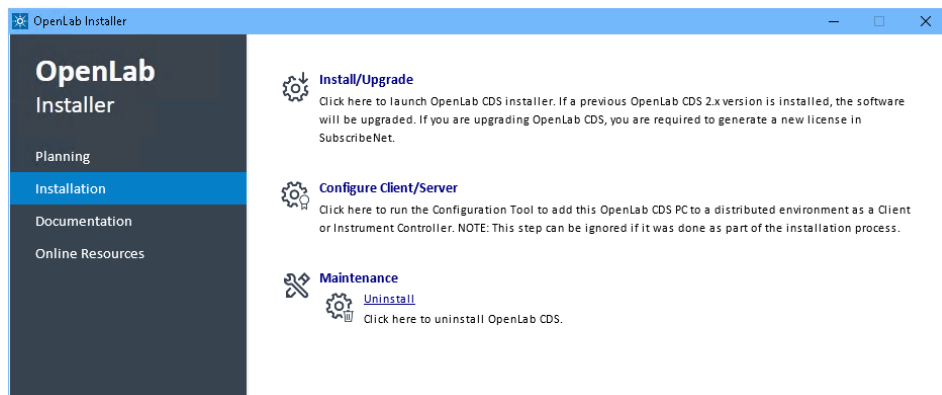 OpenLab Installer
OpenLab
Installer
Planning
Installation
Documentation
Online Resources
Install/Upgrade
Click here to launch OpenLab CDS installer. If a previous OpenLab CDS 2.x version is installed, the software
will be upgraded. If you are upgrading OpenLab CDS, you are required to generate a new license in
SubscribeNet.
Configure Client/Server
Click here to run the Configuration Tool to add this OpenLab CDS PC to a distributed environment as a Client
or Instrument Controller. NOTE: This step can be ignored if it was done as part of the installation process.
Maintenance
Uninstall
Click here to uninstall OpenLab CDS.